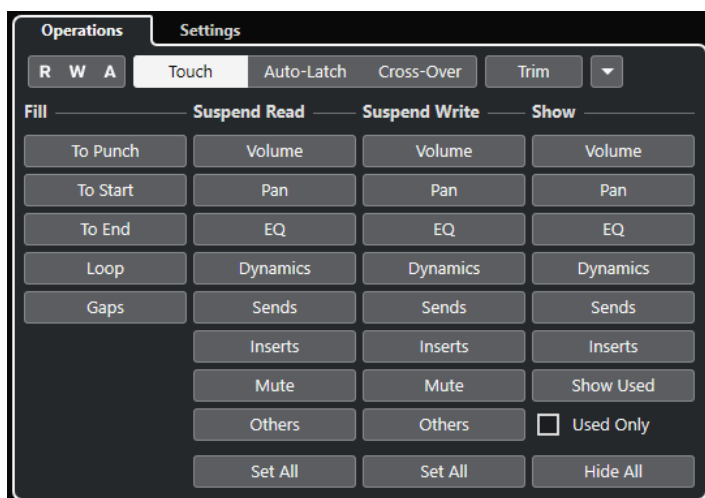 Operations Settings
R W A Touch Auto-Latch Cross-Over Trim
Fill Suspend Read Suspend Write Show
To Punch Volume Volume Volume
To Start Pan Pan Pan
To End EQ EQ EQ
Loop Dynamics Dynamics Dynamics
Gaps Sends Sends Sends
Inserts Inserts Inserts
Mute Mute Show Used
Others Others Used Only
Set All Set All Hide All